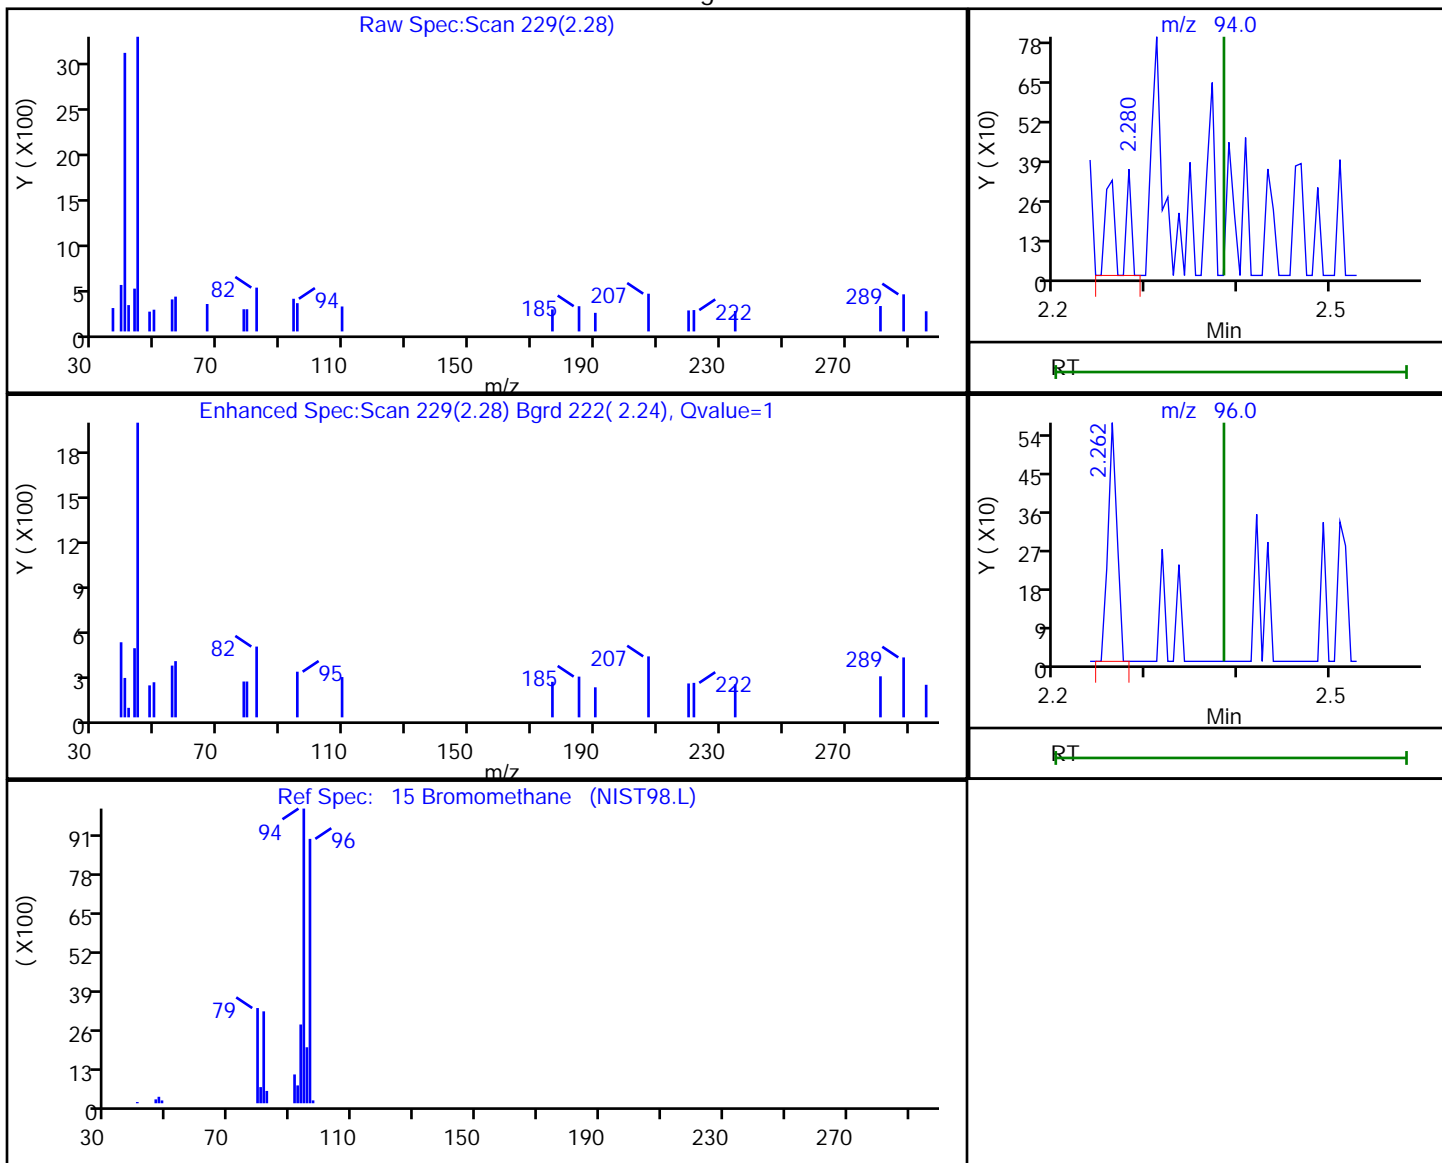 Raw Spec:Scan 229(2.28)
Y ( X100)
30
25
20
15
10
5
0
82
94
185
207
222
289
30 70 110 150 190 230 270
m/z
m/z 94.0
Y ( X10)
78
65
52
39
26
13
0
2.280
2.2 2.5
Min
RT
Enhanced Spec:Scan 229(2.28) Bgrd 222( 2.24), Qvalue=1
Y ( X100)
18
15
12
9
6
3
0
82
95
185
207
222
289
30 70 110 150 190 230 270
m/z
m/z 96.0
Y ( X10)
54
45
36
27
18
9
0
2.262
2.2 2.5
Min
RT
Ref Spec: 15 Bromomethane (NIST98.L)
( X100)
91
78
65
52
39
26
13
0
94
96
79
30 70 110 150 190 230 270